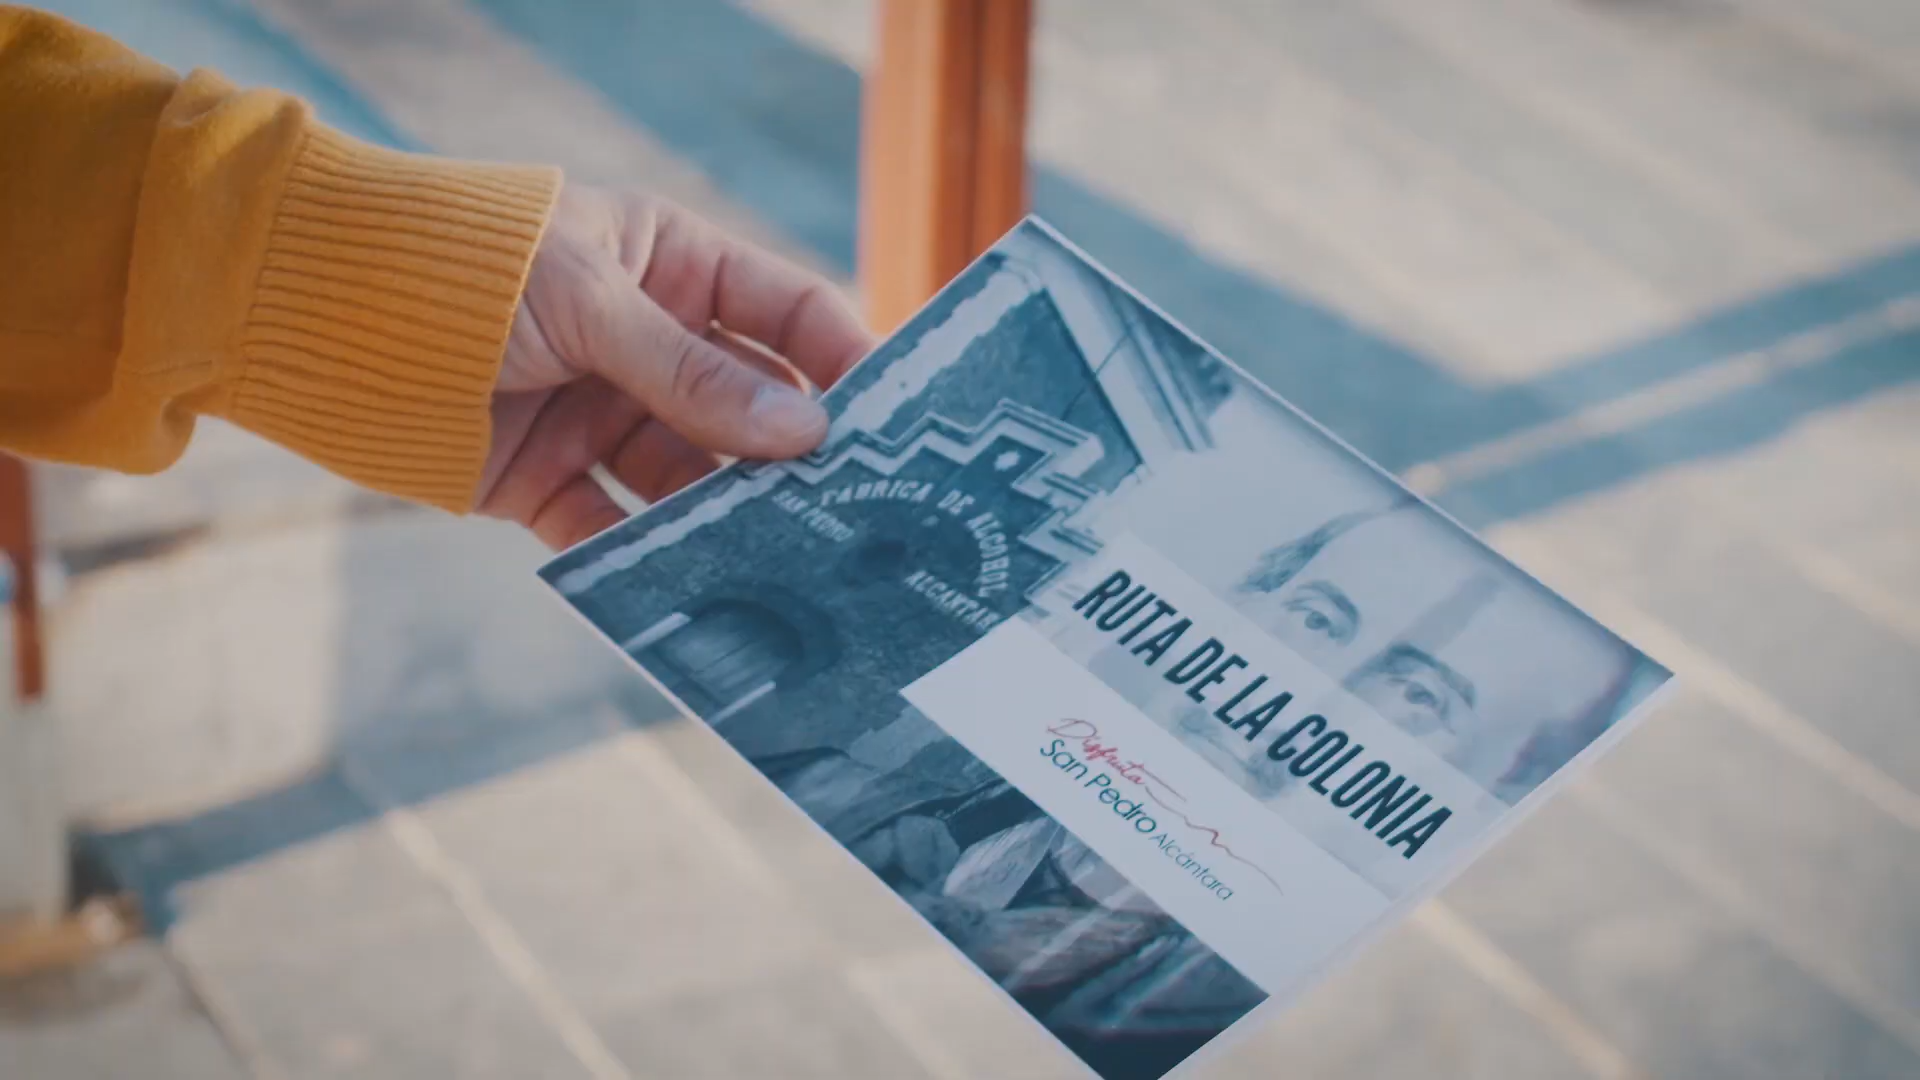 FABRICA DE ALCOHOL
SAN PEDRO
ALCANTAR
RUTA DE LA COLONIA
Disfruta
San Pedro Alcántara